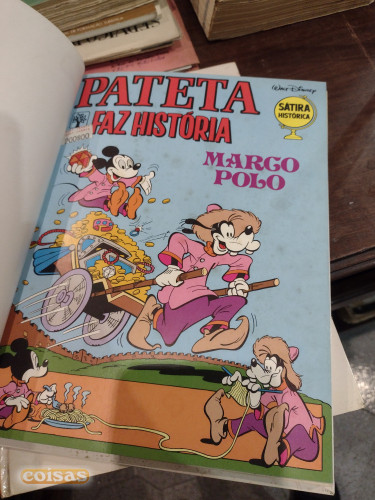 Walt Disney
PATETA
FAZ HISTÓRIA
SÁTIRA
HISTÓRICA
MARCO
POLO
coisas